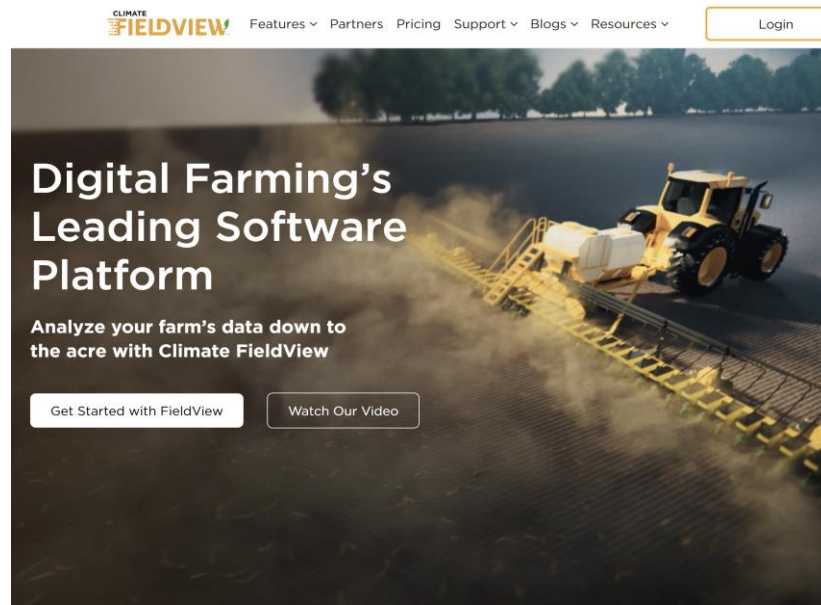 CLIMATE
FIELDVIEW
Features Partners Pricing Support Blogs Resources Login
Digital Farming's
Leading Software
Platform
Analyze your farm's data down to
the acre with Climate FieldView
Get Started with FieldView Watch Our Video